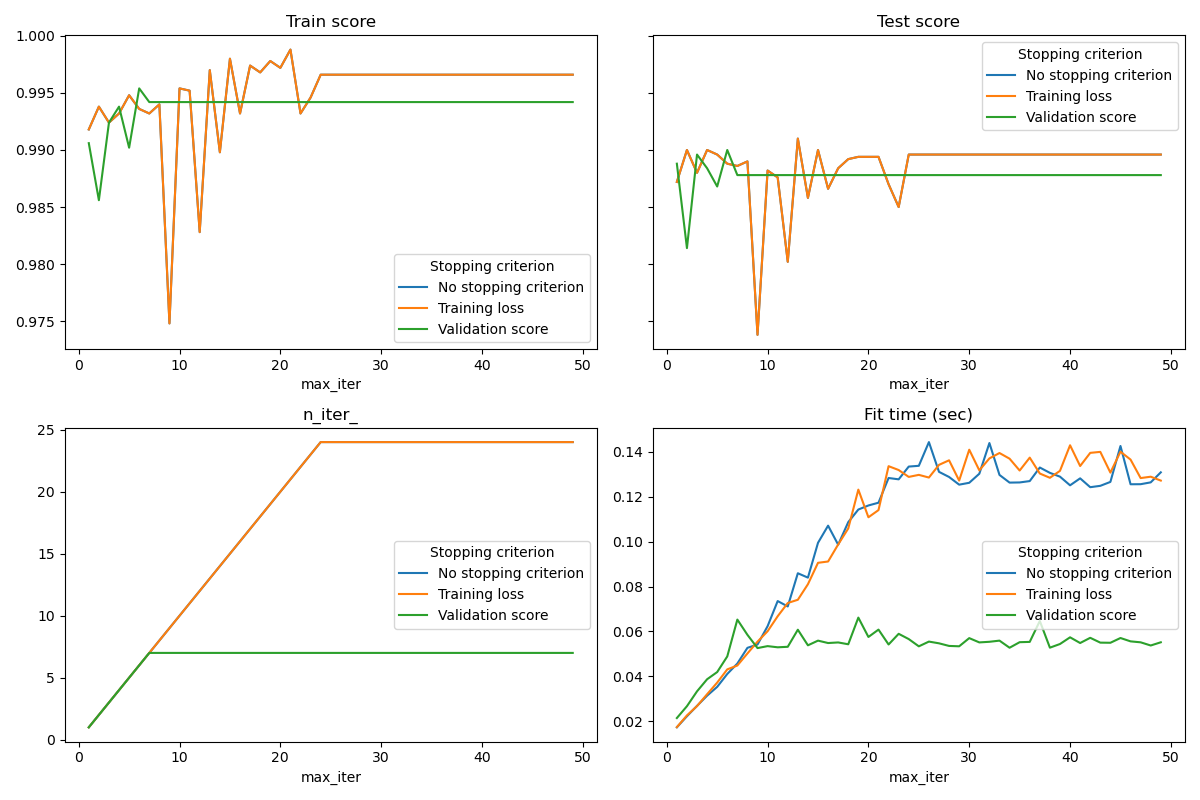 Train score
1.000
0.995
0.990
0.985
0.980
0.975
Stopping criterion
No stopping criterion
Training loss
Validation score
0 10 20 30 40 50
max_iter
Test score
Stopping criterion
No stopping criterion
Training loss
Validation score
0 10 20 30 40 50
max_iter
n_iter_
25
20
15
10
5
0
Stopping criterion
No stopping criterion
Training loss
Validation score
0 10 20 30 40 50
max_iter
Fit time (sec)
0.14
0.12
0.10
0.08
0.06
0.04
0.02
Stopping criterion
No stopping criterion
Training loss
Validation score
0 10 20 30 40 50
max_iter